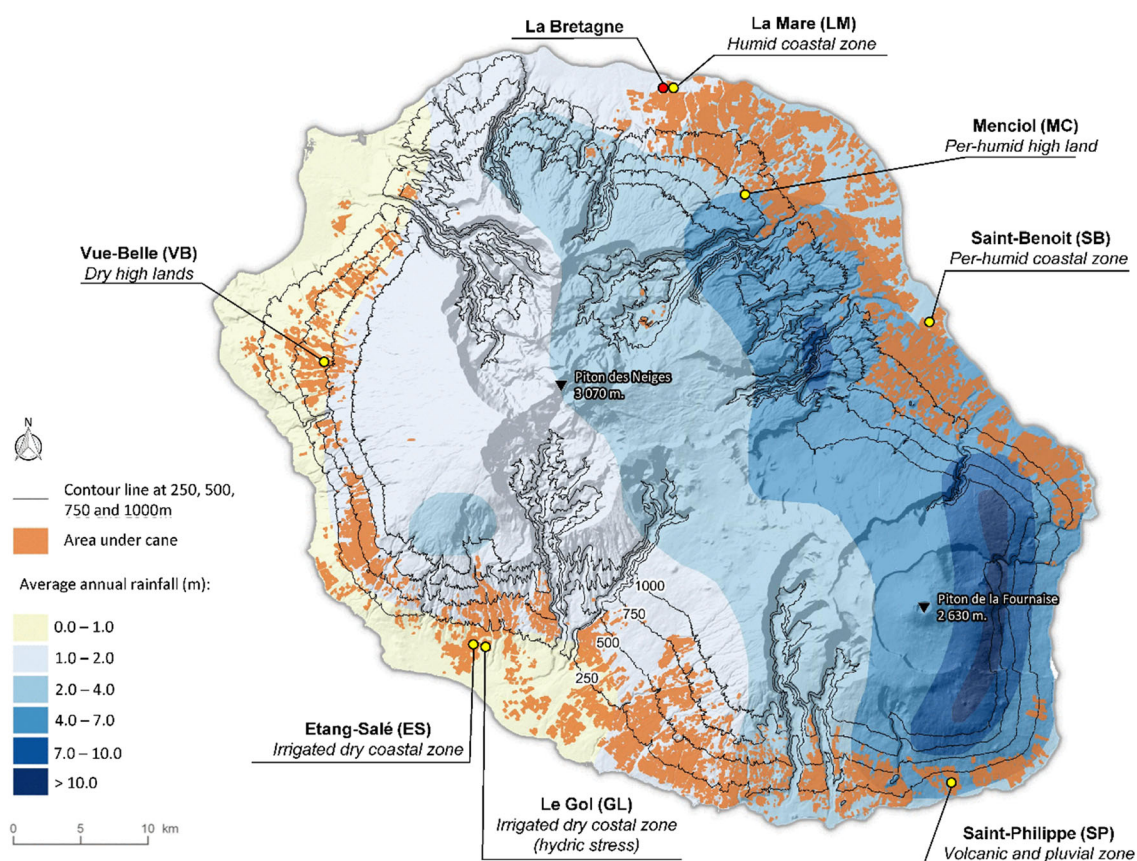 La Bretagne
La Mare (LM)
Humid coastal zone
Menciol (MC)
Per-humid high land
Vue-Belle (VB)
Dry high lands
Saint-Benoit (SB)
Per-humid coastal zone
Piton des Neiges
3 070 m.
N
Contour line at 250, 500,
750 and 1000m
Area under cane
Average annual rainfall (m):
0.0 – 1.0
1.0 – 2.0
2.0 – 4.0
4.0 – 7.0
7.0 – 10.0
> 10.0
0 5 10 km
1000
750
500
250
Piton de la Fournaise
2 630 m.
Etang-Salé (ES)
Irrigated dry coastal zone
Le Gol (GL)
Irrigated dry costal zone
(hydric stress)
Saint-Philippe (SP)
Volcanic and pluvial zone